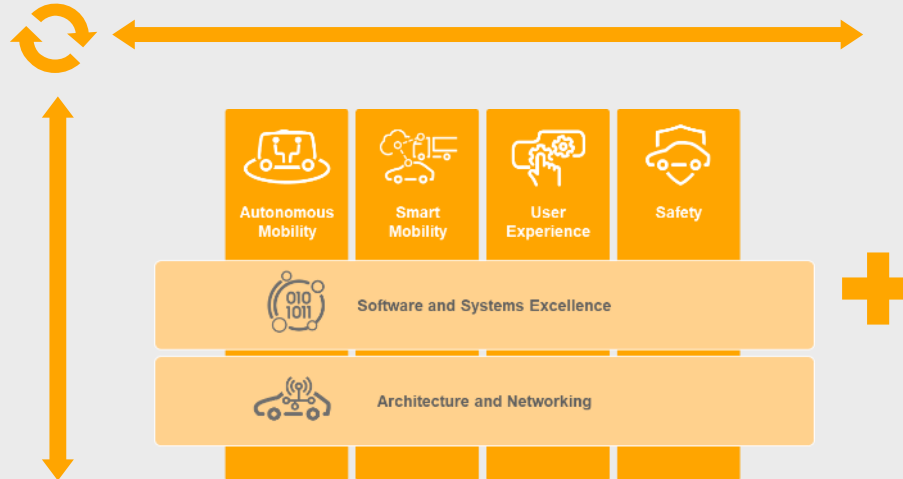 Autonomous
Mobility
Smart
Mobility
User
Experience
Safety
010
1011
Software and Systems Excellence
Architecture and Networking